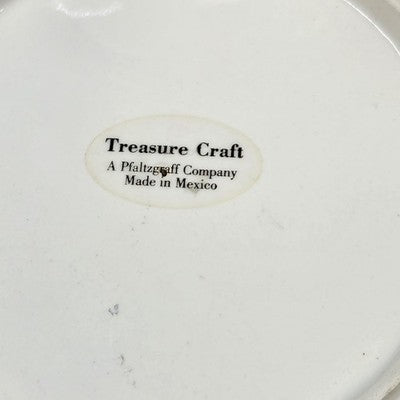 Treasure Craft
A Pfaltzgraff Company
Made in Mexico